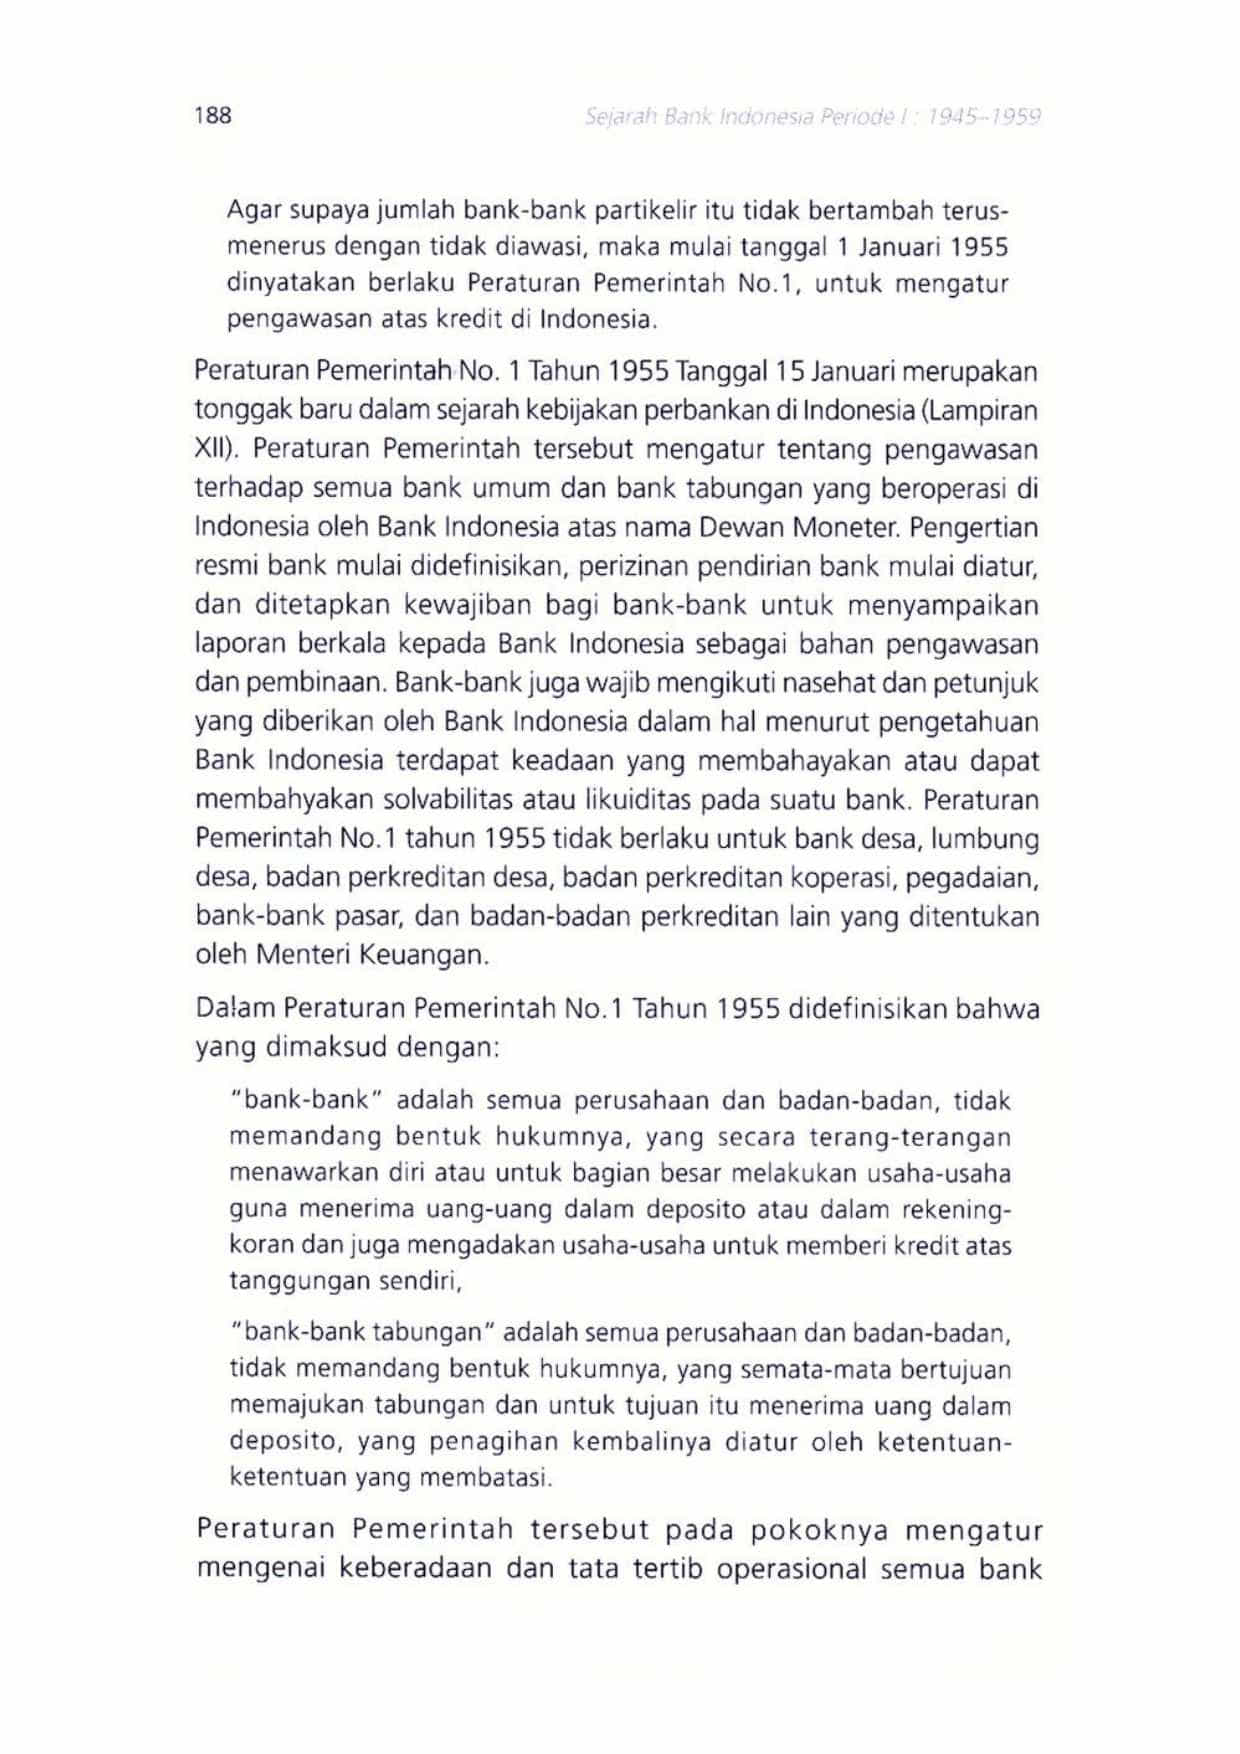 188
Sejarah Bank Indonesia Periode I : 1945–1959
Agar supaya jumlah bank-bank partikelir itu tidak bertambah terus-
menerus dengan tidak diawasi, maka mulai tanggal 1 Januari 1955
dinyatakan berlaku Peraturan Pemerintah No.1, untuk mengatur
pengawasan atas kredit di Indonesia.
Peraturan Pemerintah No. 1 Tahun 1955 Tanggal 15 Januari merupakan
tonggak baru dalam sejarah kebijakan perbankan di Indonesia (Lampiran
XII). Peraturan Pemerintah tersebut mengatur tentang pengawasan
terhadap semua bank umum dan bank tabungan yang beroperasi di
Indonesia oleh Bank Indonesia atas nama Dewan Moneter. Pengertian
resmi bank mulai didefinisikan, perizinan pendirian bank mulai diatur,
dan ditetapkan kewajiban bagi bank-bank untuk menyampaikan
laporan berkala kepada Bank Indonesia sebagai bahan pengawasan
dan pembinaan. Bank-bank juga wajib mengikuti nasehat dan petunjuk
yang diberikan oleh Bank Indonesia dalam hal menurut pengetahuan
Bank Indonesia terdapat keadaan yang membahayakan atau dapat
membahyakan solvabilitas atau likuiditas pada suatu bank. Peraturan
Pemerintah No.1 tahun 1955 tidak berlaku untuk bank desa, lumbung
desa, badan perkreditan desa, badan perkreditan koperasi, pegadaian,
bank-bank pasar, dan badan-badan perkreditan lain yang ditentukan
oleh Menteri Keuangan.
Dalam Peraturan Pemerintah No.1 Tahun 1955 didefinisikan bahwa
yang dimaksud dengan:
"bank-bank" adalah semua perusahaan dan badan-badan, tidak
memandang bentuk hukumnya, yang secara terang-terangan
menawarkan diri atau untuk bagian besar melakukan usaha-usaha
guna menerima uang-uang dalam deposito atau dalam rekening-
koran dan juga mengadakan usaha-usaha untuk memberi kredit atas
tanggungan sendiri,
"bank-bank tabungan" adalah semua perusahaan dan badan-badan,
tidak memandang bentuk hukumnya, yang semata-mata bertujuan
memajukan tabungan dan untuk tujuan itu menerima uang dalam
deposito, yang penagihan kembalinya diatur oleh ketentuan-
ketentuan yang membatasi.
Peraturan Pemerintah tersebut pada pokoknya mengatur
mengenai keberadaan dan tata tertib operasional semua bank